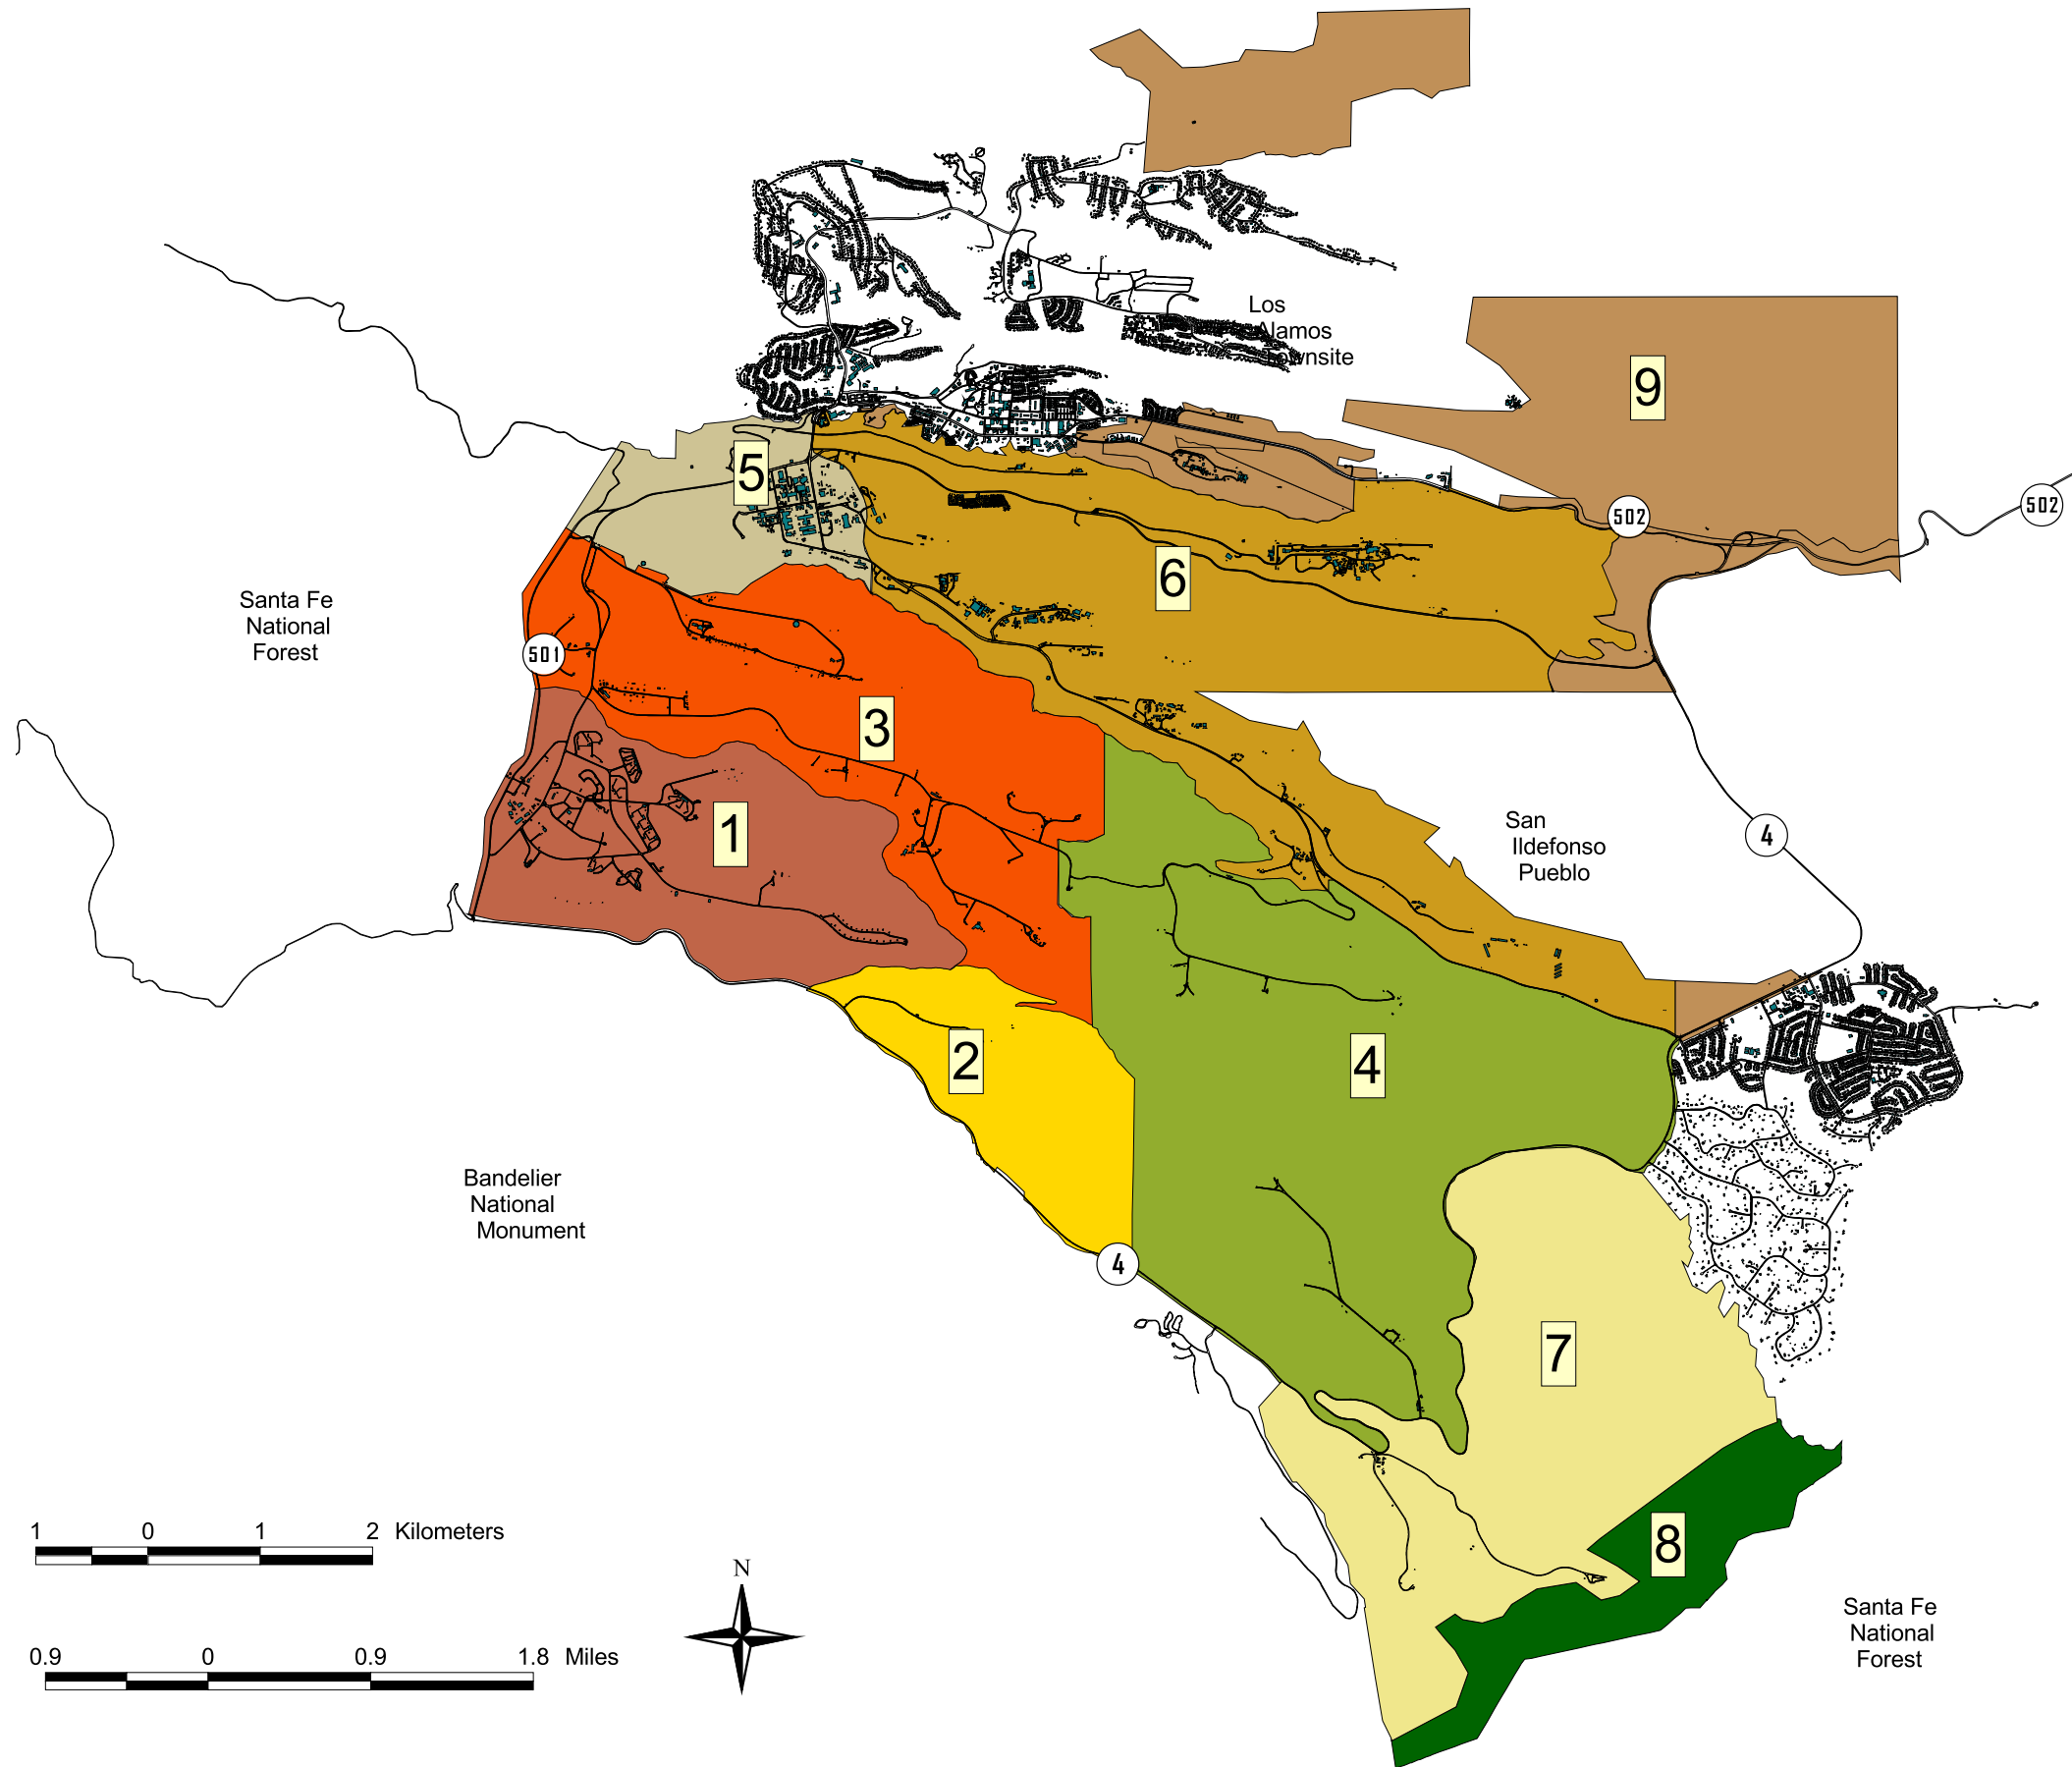 Los
Alamos
Townsite
9
5
502
502
6
Santa Fe
National
Forest
501
3
1
San
Ildefonso
Pueblo
4
2
4
Bandelier
National
Monument
4
7
8
1 0 1 2 Kilometers
N
0.9 0 0.9 1.8 Miles
Santa Fe
National
Forest